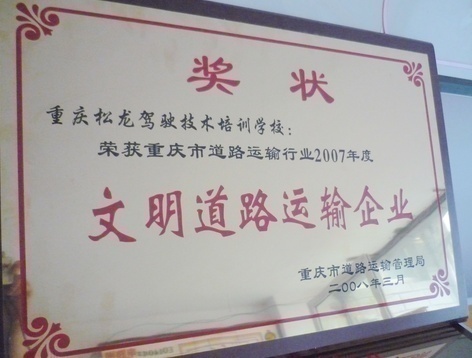 奖状
重庆松龙驾驶技术培训学校：
荣获重庆市道路运输行业2007年度
文明道路运输企业
重庆市道路运输管理局
二00八年三月